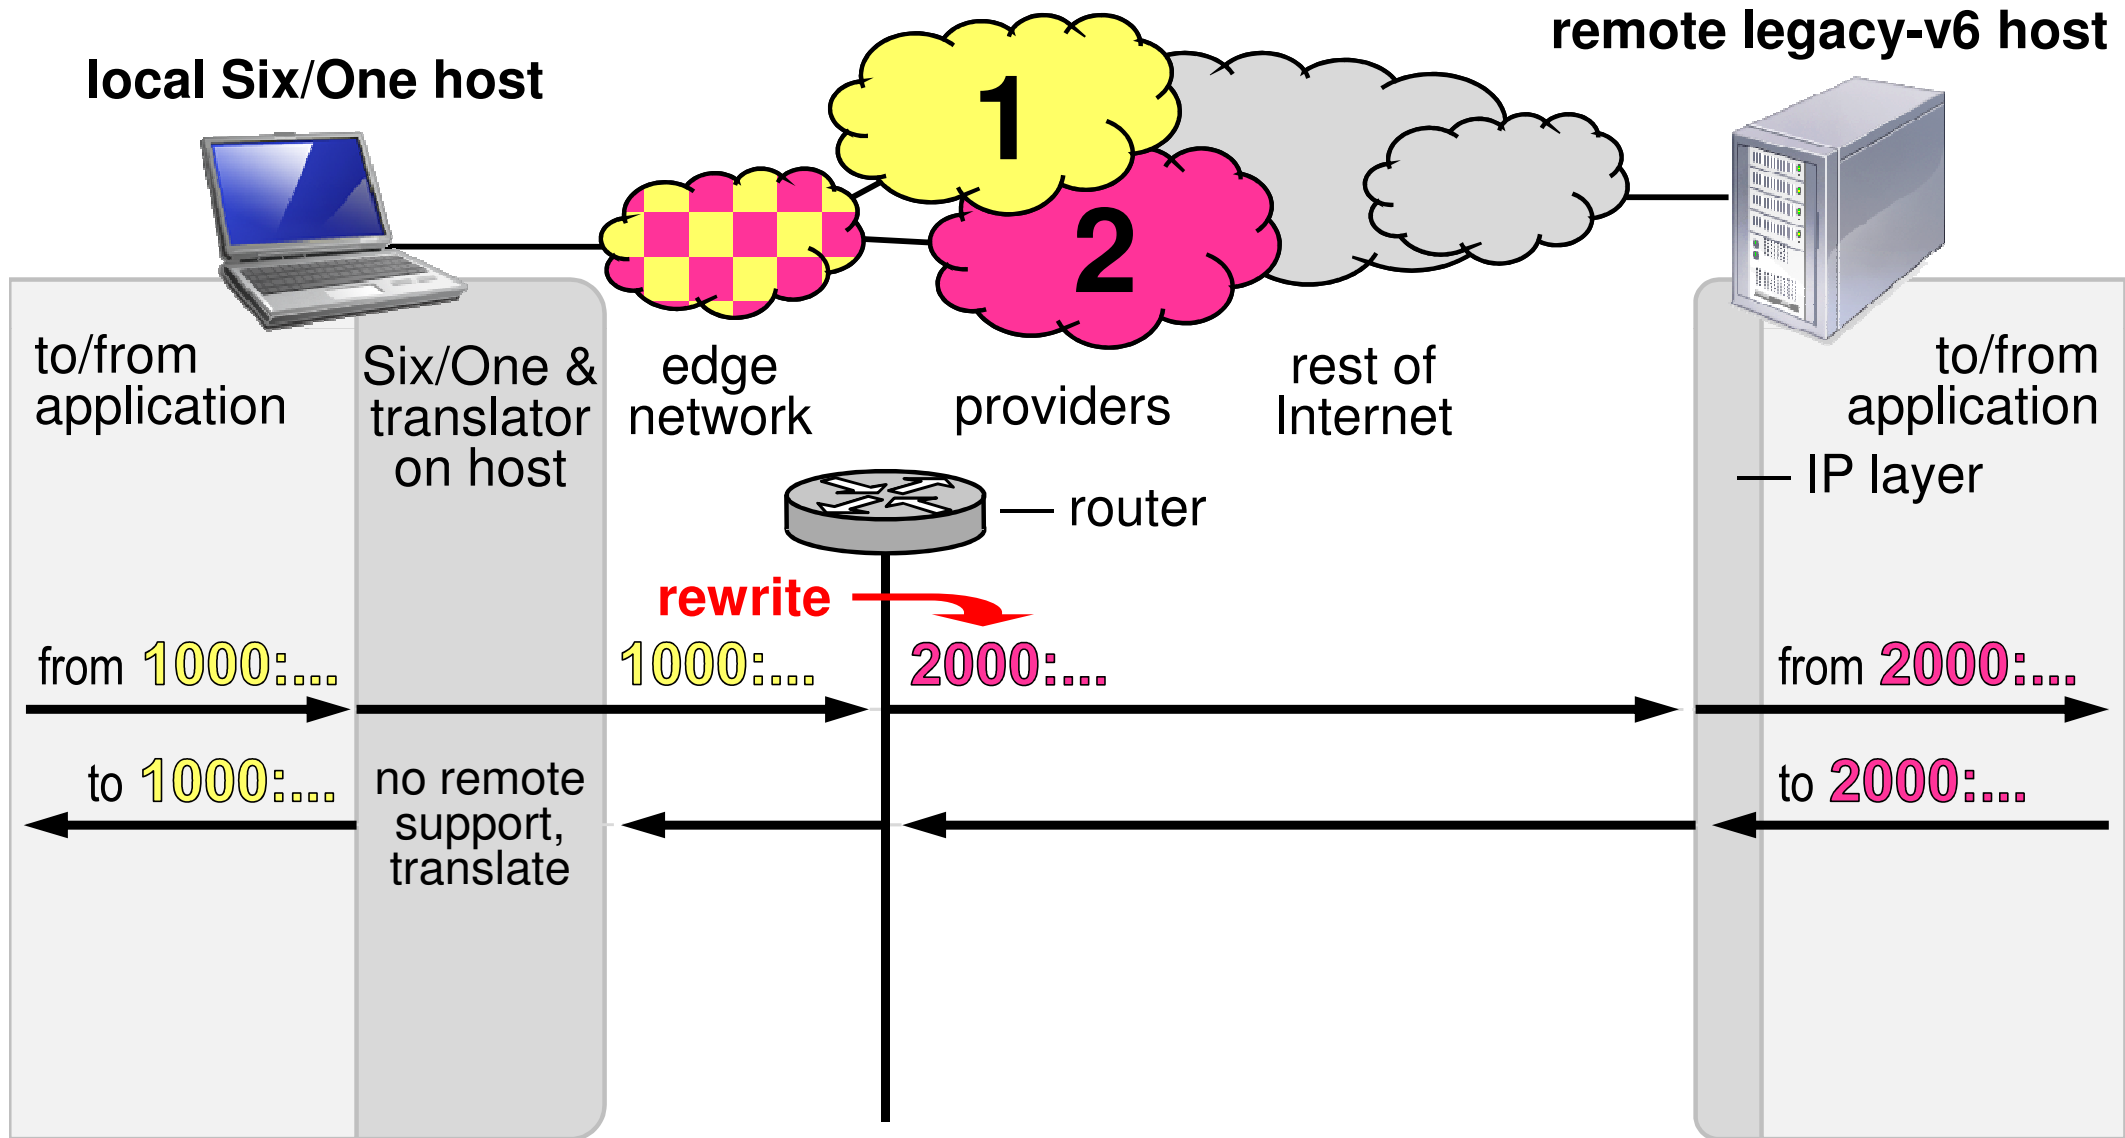 remote legacy-v6 host
local Six/One host
1
2
to/from
application
Six/One &
translator
on host
edge
network
providers
rest of
Internet
to/from
application
IP layer
router
rewrite
from 1000:...
1000:...
2000:...
from 2000:...
to 1000:...
no remote
support,
translate
to 2000:...